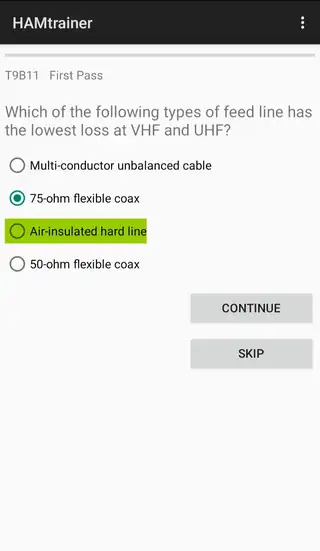 HAMtrainer
T9B11 First Pass
Which of the following types of feed line has
the lowest loss at VHF and UHF?
Multi-conductor unbalanced cable
75-ohm flexible coax
Air-insulated hard line
50-ohm flexible coax
CONTINUE
SKIP